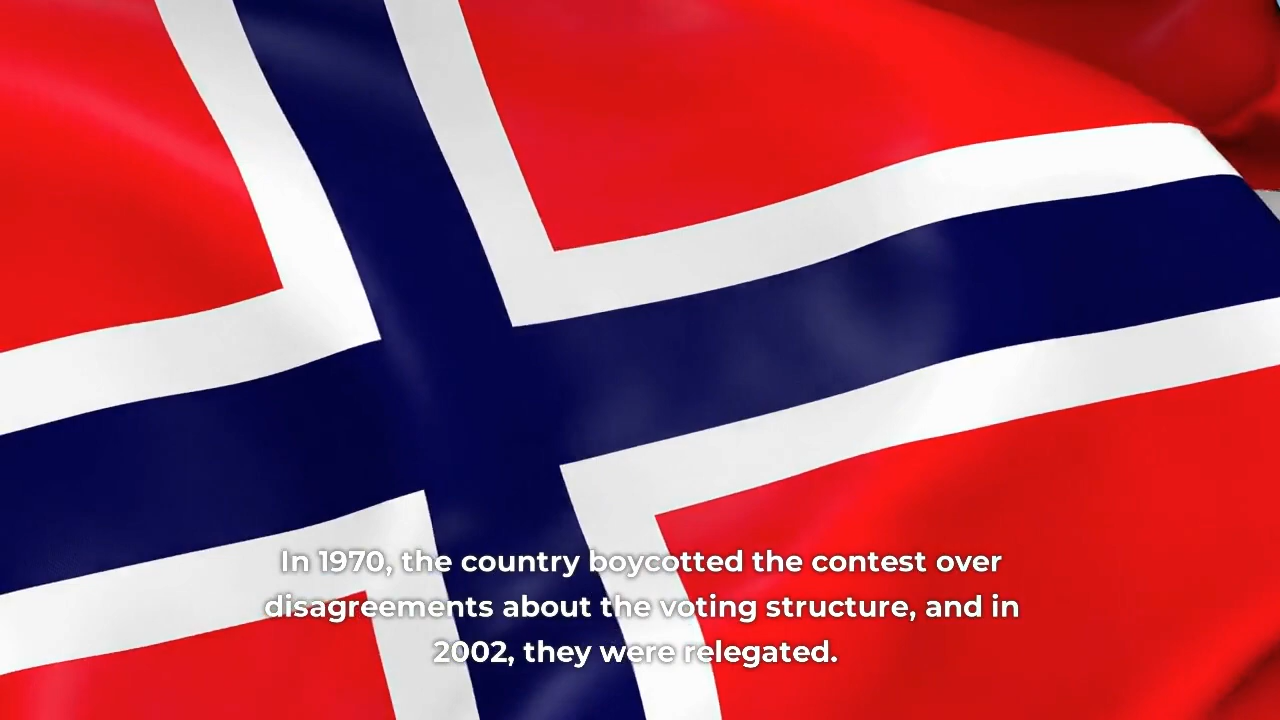 In 1970, the country boycotted the contest over
disagreements about the voting structure, and in
2002, they were relegated.